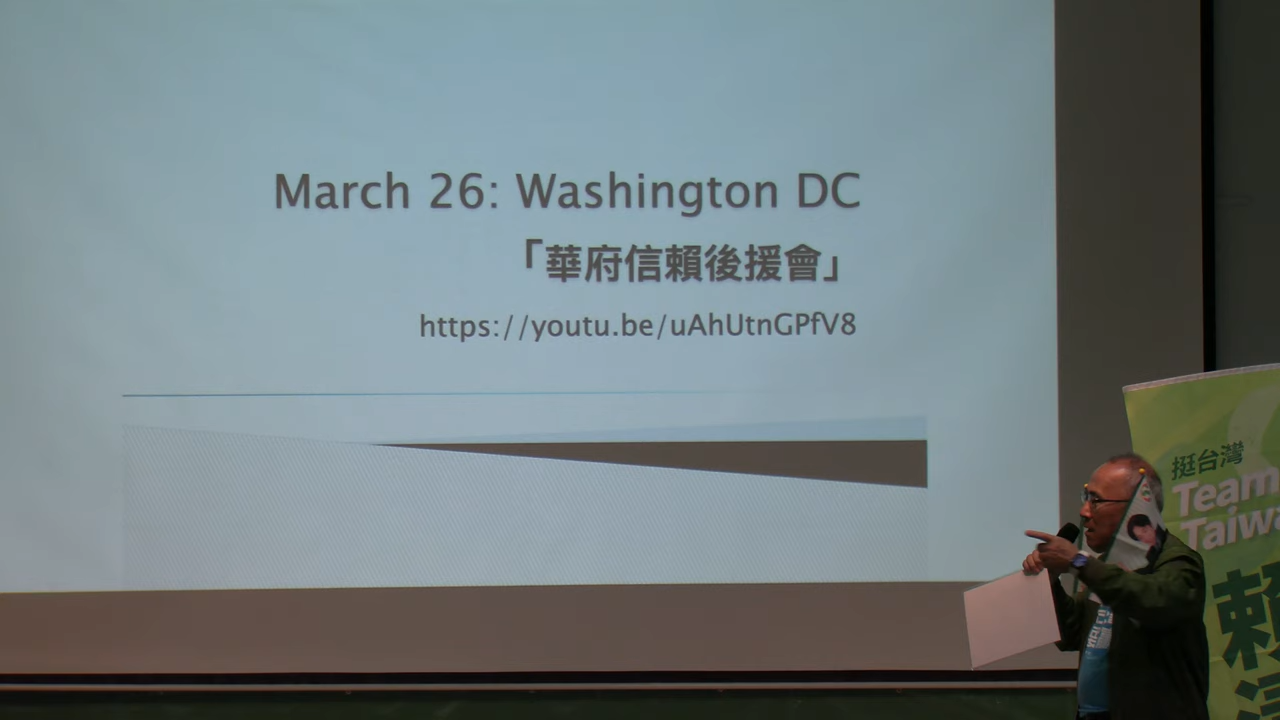 March 26: Washington DC
「華府信賴後援會」
https://youtu.be/uAhUtnGPfV8
挺台灣
Team
Taiw
賴